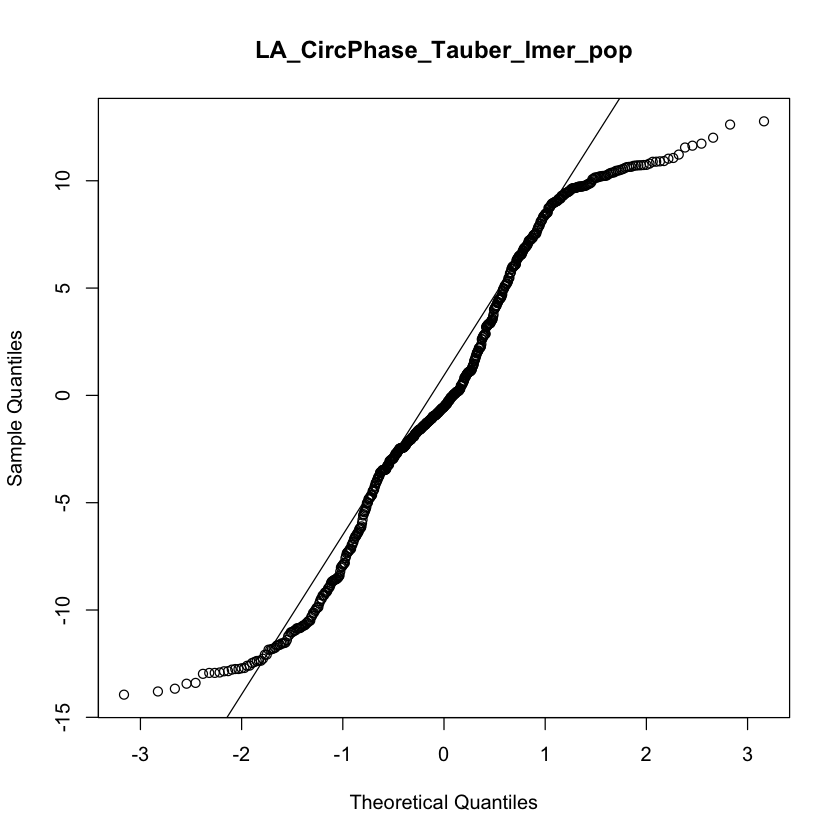 LA_CircPhase_Tauber_lmer_pop
Sample Quantiles
10
5
0
-5
-10
-15
-3 -2 -1 0 1 2 3
Theoretical Quantiles